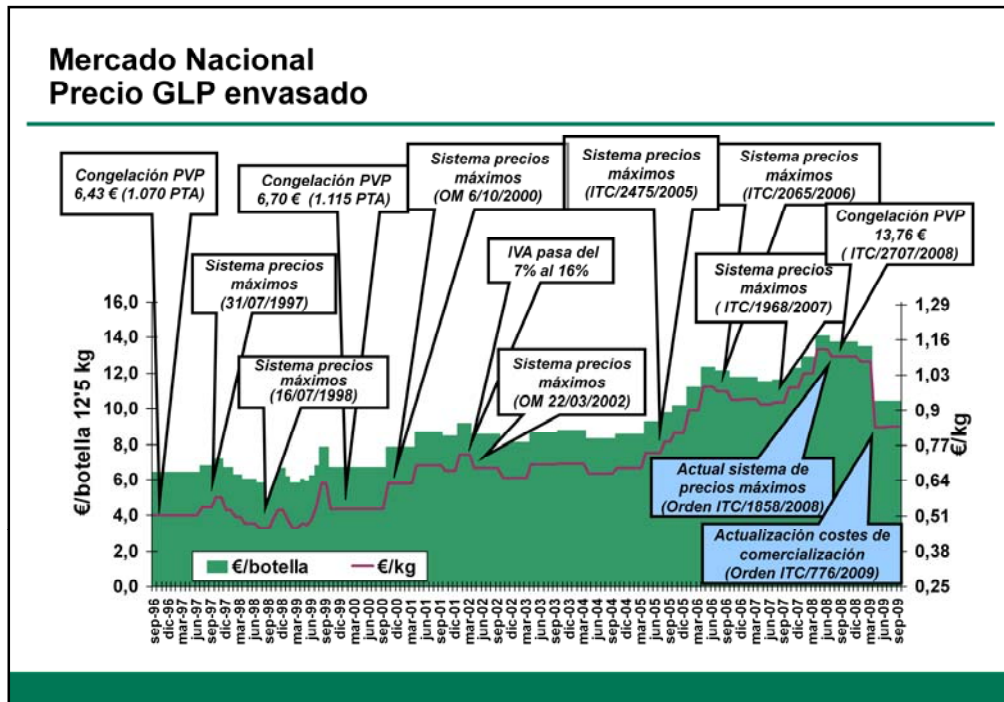 Mercado Nacional
Precio GLP envasado
Congelación PVP
6,43 € (1.070 PTA)
Sistema precios
máximos
(31/07/1997)
Sistema precios
máximos
(16/07/1998)
Congelación PVP
6,70 € (1.115 PTA)
Sistema precios
máximos
(OM 6/10/2000)
IVA pasa del
7% al 16%
Sistema precios
máximos
(OM 22/03/2002)
Sistema precios
máximos
(ITC/2475/2005)
Sistema precios
máximos
(ITC/2065/2006)
Sistema precios
máximos
( ITC/1968/2007)
Congelación PVP
13,76 €
( ITC/2707/2008)
Actual sistema de
precios máximos
(Orden ITC/1858/2008)
Actualización costes de
comercialización
(Orden ITC/776/2009)
€/botella 12'5 kg
16,0
14,0
12,0
10,0
8,0
6,0
4,0
2,0
0,0
€/kg
1,29
1,16
1,03
0,9
0,77
0,64
0,51
0,38
0,25
€/botella
€/kg
sep-96
dic-96
mar-97
jun-97
sep-97
dic-97
mar-98
jun-98
sep-98
dic-98
mar-99
jun-99
sep-99
dic-99
mar-00
jun-00
sep-00
dic-00
mar-01
jun-01
sep-01
dic-01
mar-02
jun-02
sep-02
dic-02
mar-03
jun-03
sep-03
dic-03
mar-04
jun-04
sep-04
dic-04
mar-05
jun-05
sep-05
dic-05
mar-06
jun-06
sep-06
dic-06
mar-07
jun-07
sep-07
dic-07
mar-08
jun-08
sep-08
dic-08
mar-09
jun-09
sep-09